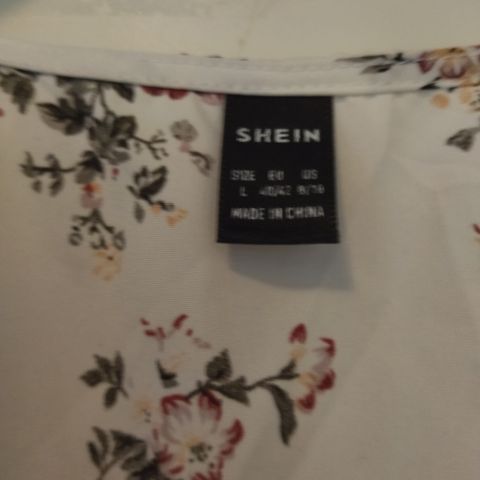 SHEIN
SIZE EU US
L 40/42 8/10
MADE IN CHINA